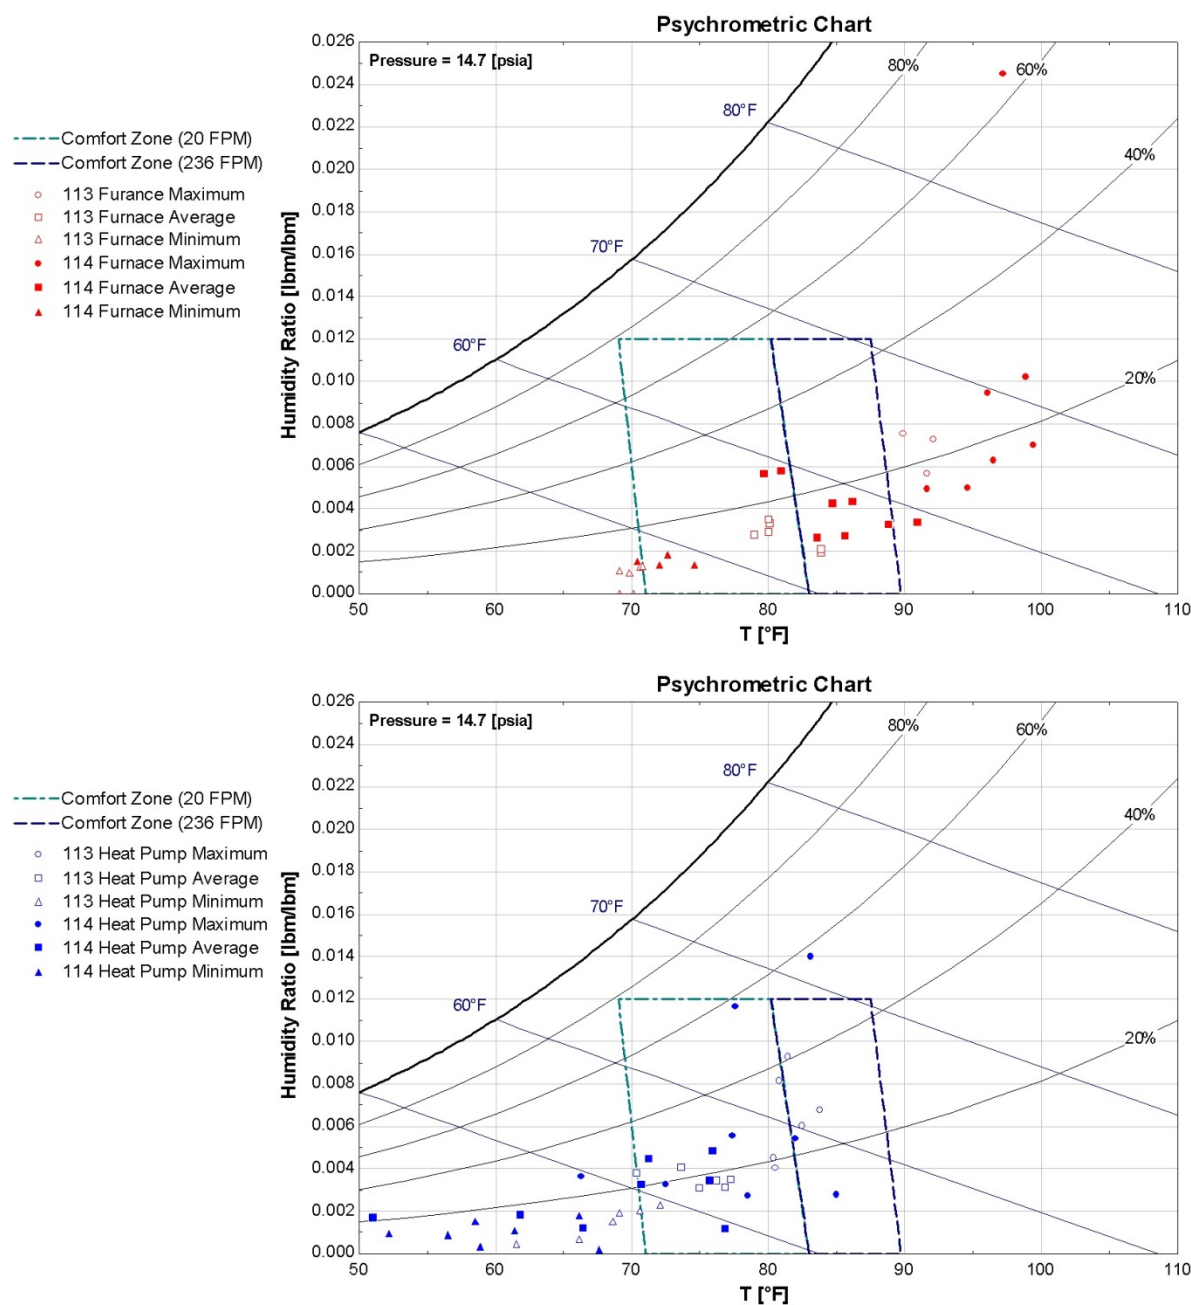 Psychrometric Chart
Pressure = 14.7 [psia]
0.026
0.024
0.022
0.020
0.018
0.016
0.014
0.012
0.010
0.008
0.006
0.004
0.002
0.000
Humidity Ratio [lbm/lbm]
80%
60%
40%
20%
80°F
70°F
60°F
50 60 70 80 90 100 110
T [°F]
Comfort Zone (20 FPM)
Comfort Zone (236 FPM)
113 Furance Maximum
113 Furnace Average
113 Furnace Minimum
114 Furnace Maximum
114 Furnace Average
114 Furnace Minimum
Psychrometric Chart
Pressure = 14.7 [psia]
0.026
0.024
0.022
0.020
0.018
0.016
0.014
0.012
0.010
0.008
0.006
0.004
0.002
0.000
Humidity Ratio [lbm/lbm]
80%
60%
40%
20%
80°F
70°F
60°F
50 60 70 80 90 100 110
T [°F]
Comfort Zone (20 FPM)
Comfort Zone (236 FPM)
113 Heat Pump Maximum
113 Heat Pump Average
113 Heat Pump Minimum
114 Heat Pump Maximum
114 Heat Pump Average
114 Heat Pump Minimum